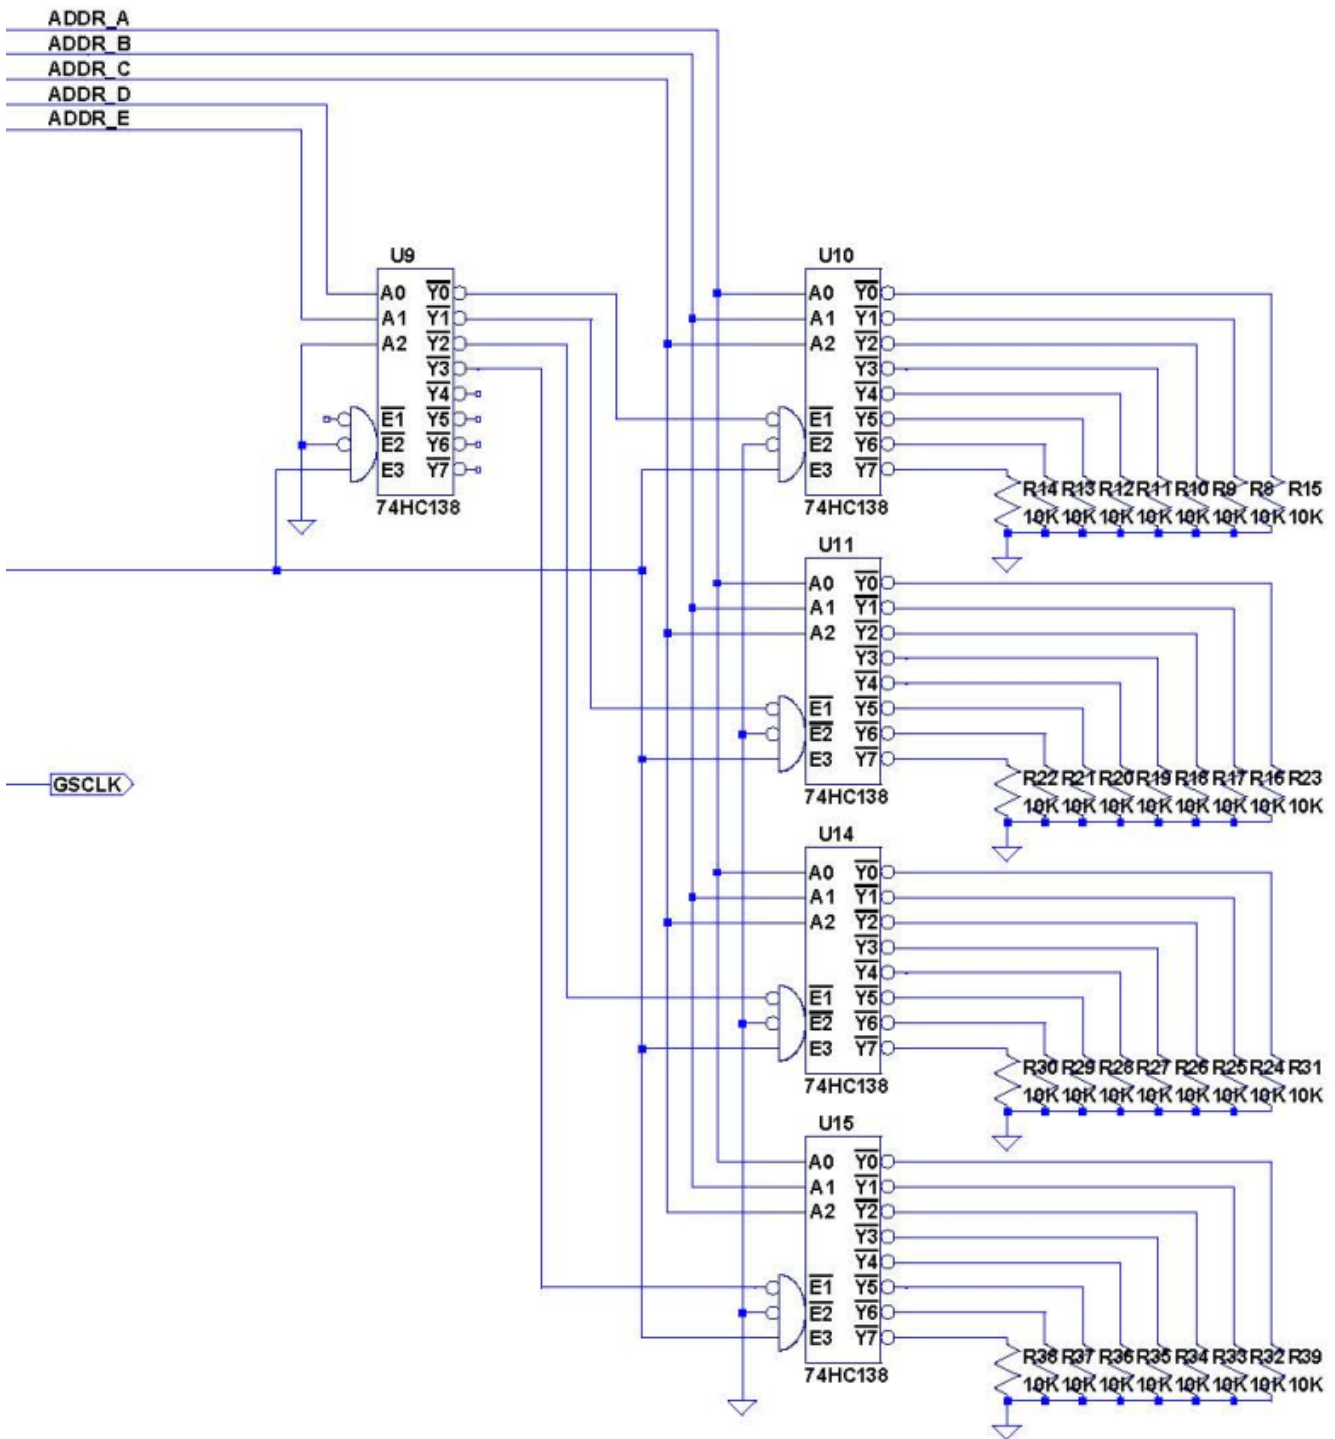 ADDR_A
ADDR_B
ADDR_C
ADDR_D
ADDR_E
U9
A0 Y0
A1 Y1
A2 Y2
Y3
Y4
E1 Y5
E2 Y6
E3 Y7
74HC138
U10
A0 Y0
A1 Y1
A2 Y2
Y3
Y4
E1 Y5
E2 Y6
E3 Y7
74HC138
R14 R13 R12 R11 R10 R9 R8 R15
10K 10K 10K 10K 10K 10K 10K 10K
U11
A0 Y0
A1 Y1
A2 Y2
Y3
Y4
E1 Y5
E2 Y6
E3 Y7
74HC138
R22 R21 R20 R19 R18 R17 R16 R23
10K 10K 10K 10K 10K 10K 10K 10K
GSCLK
U14
A0 Y0
A1 Y1
A2 Y2
Y3
Y4
E1 Y5
E2 Y6
E3 Y7
74HC138
R30 R29 R28 R27 R26 R25 R24 R31
10K 10K 10K 10K 10K 10K 10K 10K
U15
A0 Y0
A1 Y1
A2 Y2
Y3
Y4
E1 Y5
E2 Y6
E3 Y7
74HC138
R38 R37 R36 R35 R34 R33 R32 R39
10K 10K 10K 10K 10K 10K 10K 10K